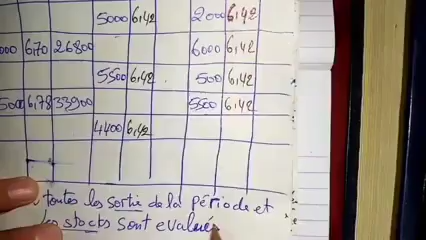 5000 6,42 2000 6,42
000 6,70 26800 6000 6,42
5500 6,42 500 6,42
5000 6,78 33900 5500 6,42
4400 6,42
toutes les sortie de la période et
stocks sont evalués